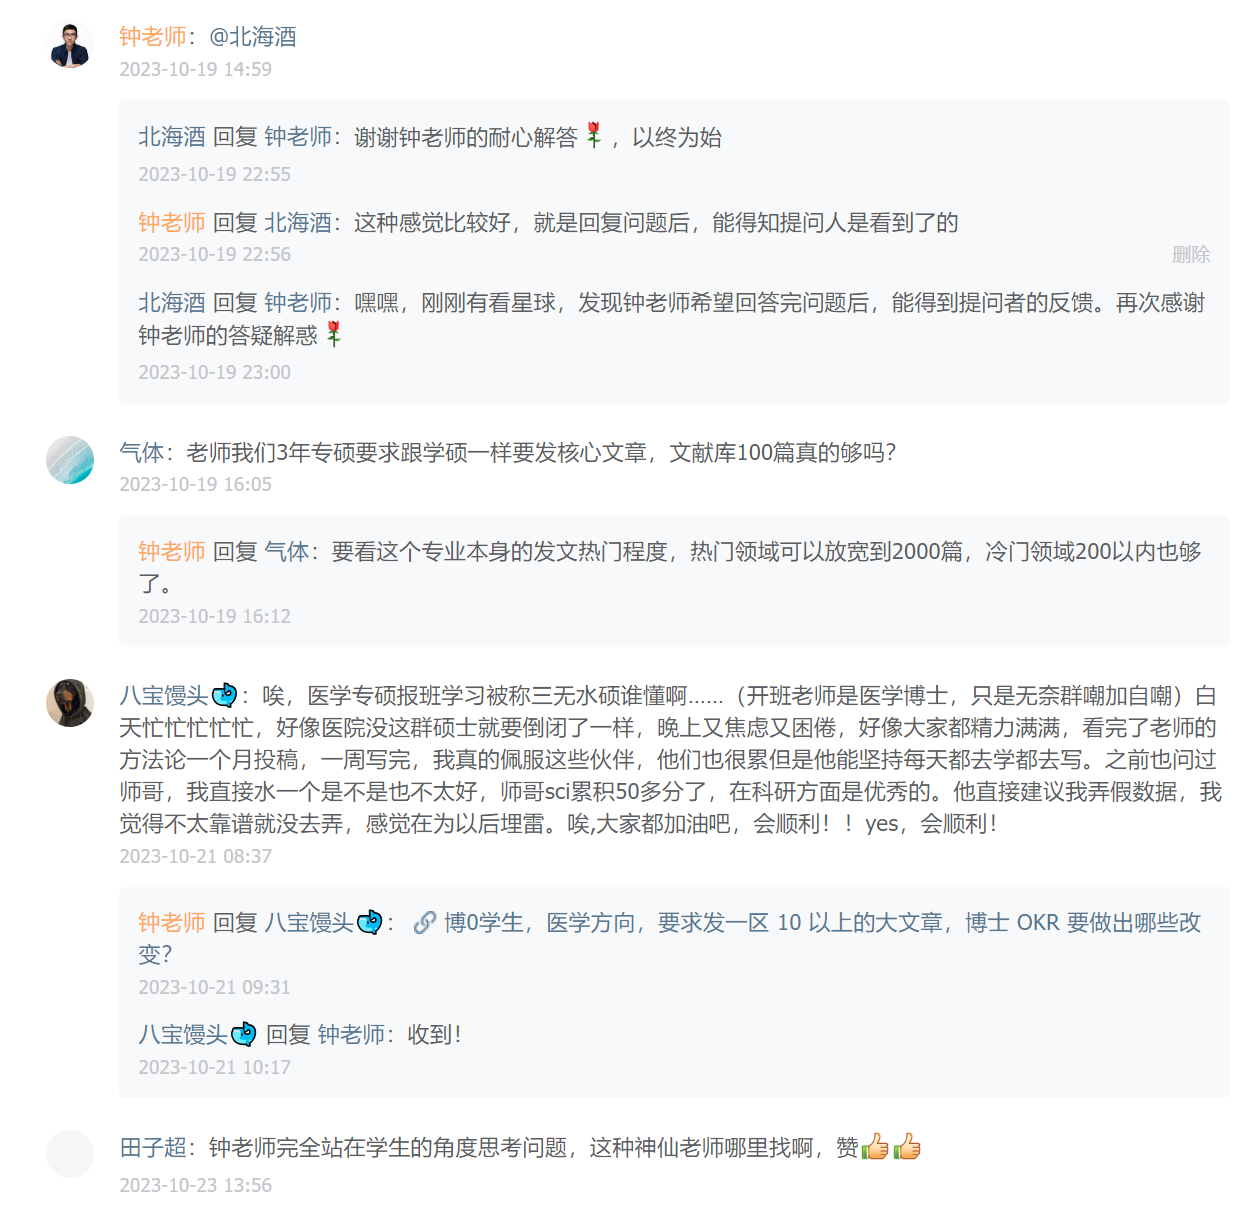 钟老师：@北海酒
2023-10-19 14:59
北海酒 回复 钟老师：谢谢钟老师的耐心解答🌹，以终为始
2023-10-19 22:55
钟老师 回复 北海酒：这种感觉比较好，就是回复问题后，能得知提问人是看到了的
2023-10-19 22:56
删除
北海酒 回复 钟老师：嘿嘿，刚刚有看星球，发现钟老师希望回答完问题后，能得到提问者的反馈。再次感谢
钟老师的答疑解惑🌹
2023-10-19 23:00
气体：老师我们3年专硕要求跟学硕一样要发核心文章，文献库100篇真的够吗？
2023-10-19 16:05
钟老师 回复 气体：要看这个专业本身的发文热门程度，热门领域可以放宽到2000篇，冷门领域200以内也够
了。
2023-10-19 16:12
八宝馒头：唉，医学专硕报班学习被称三无水硕谁懂啊……（开班老师是医学博士，只是无奈群嘲加自嘲）白
天忙忙忙忙忙，好像医院没这群硕士就要倒闭了一样，晚上又焦虑又困倦，好像大家都精力满满，看完了老师的
方法论一个月投稿，一周写完，我真的佩服这些伙伴，他们也很累但是他能坚持每天都去学都去写。之前也问过
师哥，我直接水一个是不是也不太好，师哥sci累积50多分了，在科研方面是优秀的。他直接建议我弄假数据，我
觉得不太靠谱就没去弄，感觉在为以后埋雷。唉,大家都加油吧，会顺利！！yes，会顺利！
2023-10-21 08:37
钟老师 回复 八宝馒头：🔗 博0学生，医学方向，要求发一区 10 以上的大文章，博士 OKR 要做出哪些改
变？
2023-10-21 09:31
八宝馒头 回复 钟老师：收到！
2023-10-21 10:17
田子超：钟老师完全站在学生的角度思考问题，这种神仙老师哪里找啊，赞👍👍
2023-10-23 13:56